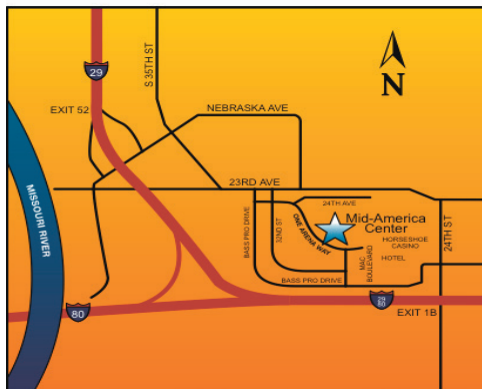 S 35TH ST
29
N
EXIT 52
NEBRASKA AVE
MISSOURI RIVER
23RD AVE
24TH AVE
BASS PRO DRIVE
32ND ST
ONE ARENA WAY
Mid-America
Center
24TH ST
HORSESHOE
CASINO
MAC
BOULEVARD
HOTEL
BASS PRO DRIVE
80
29
80
EXIT 1B